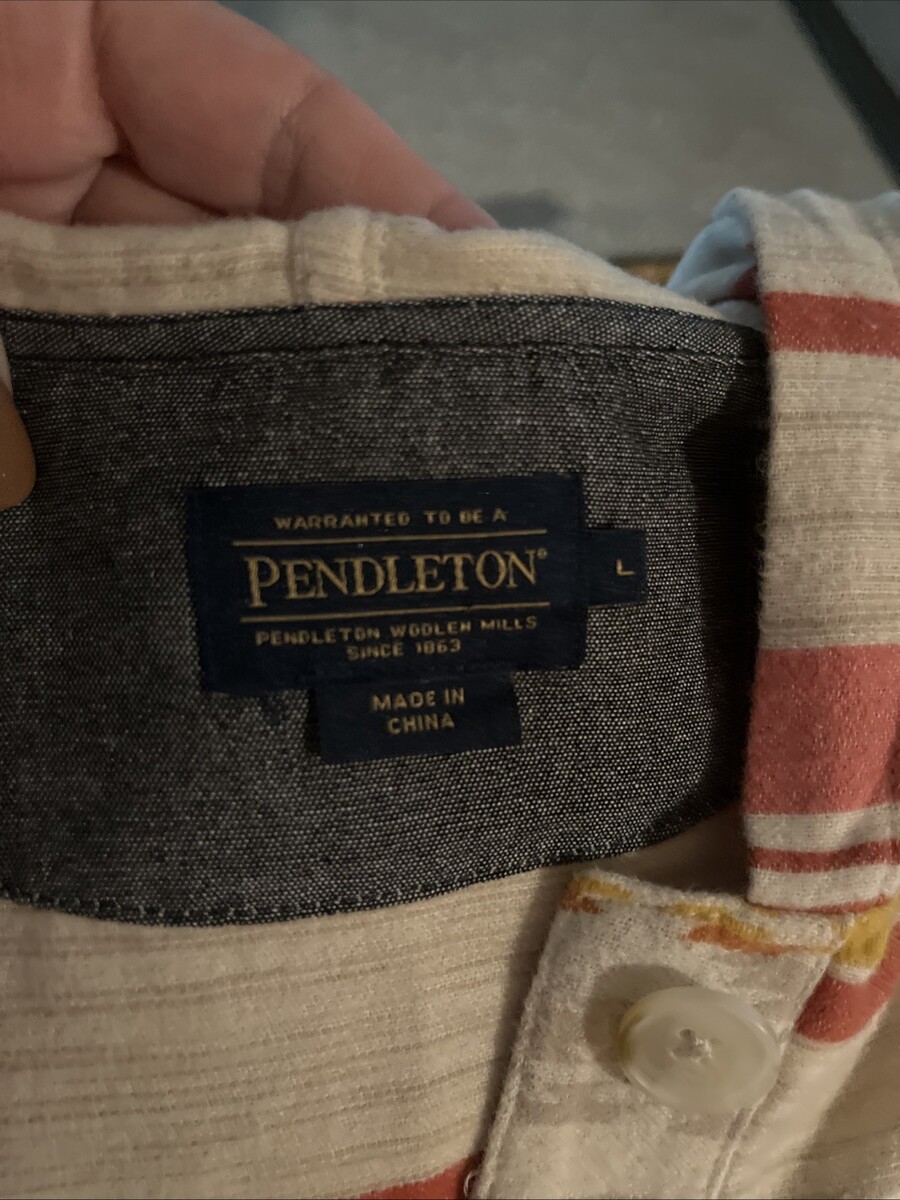 WARRANTED TO BE A
PENDLETON®
L
PENDLETON WOOLEN MILLS
SINCE 1863
MADE IN
CHINA